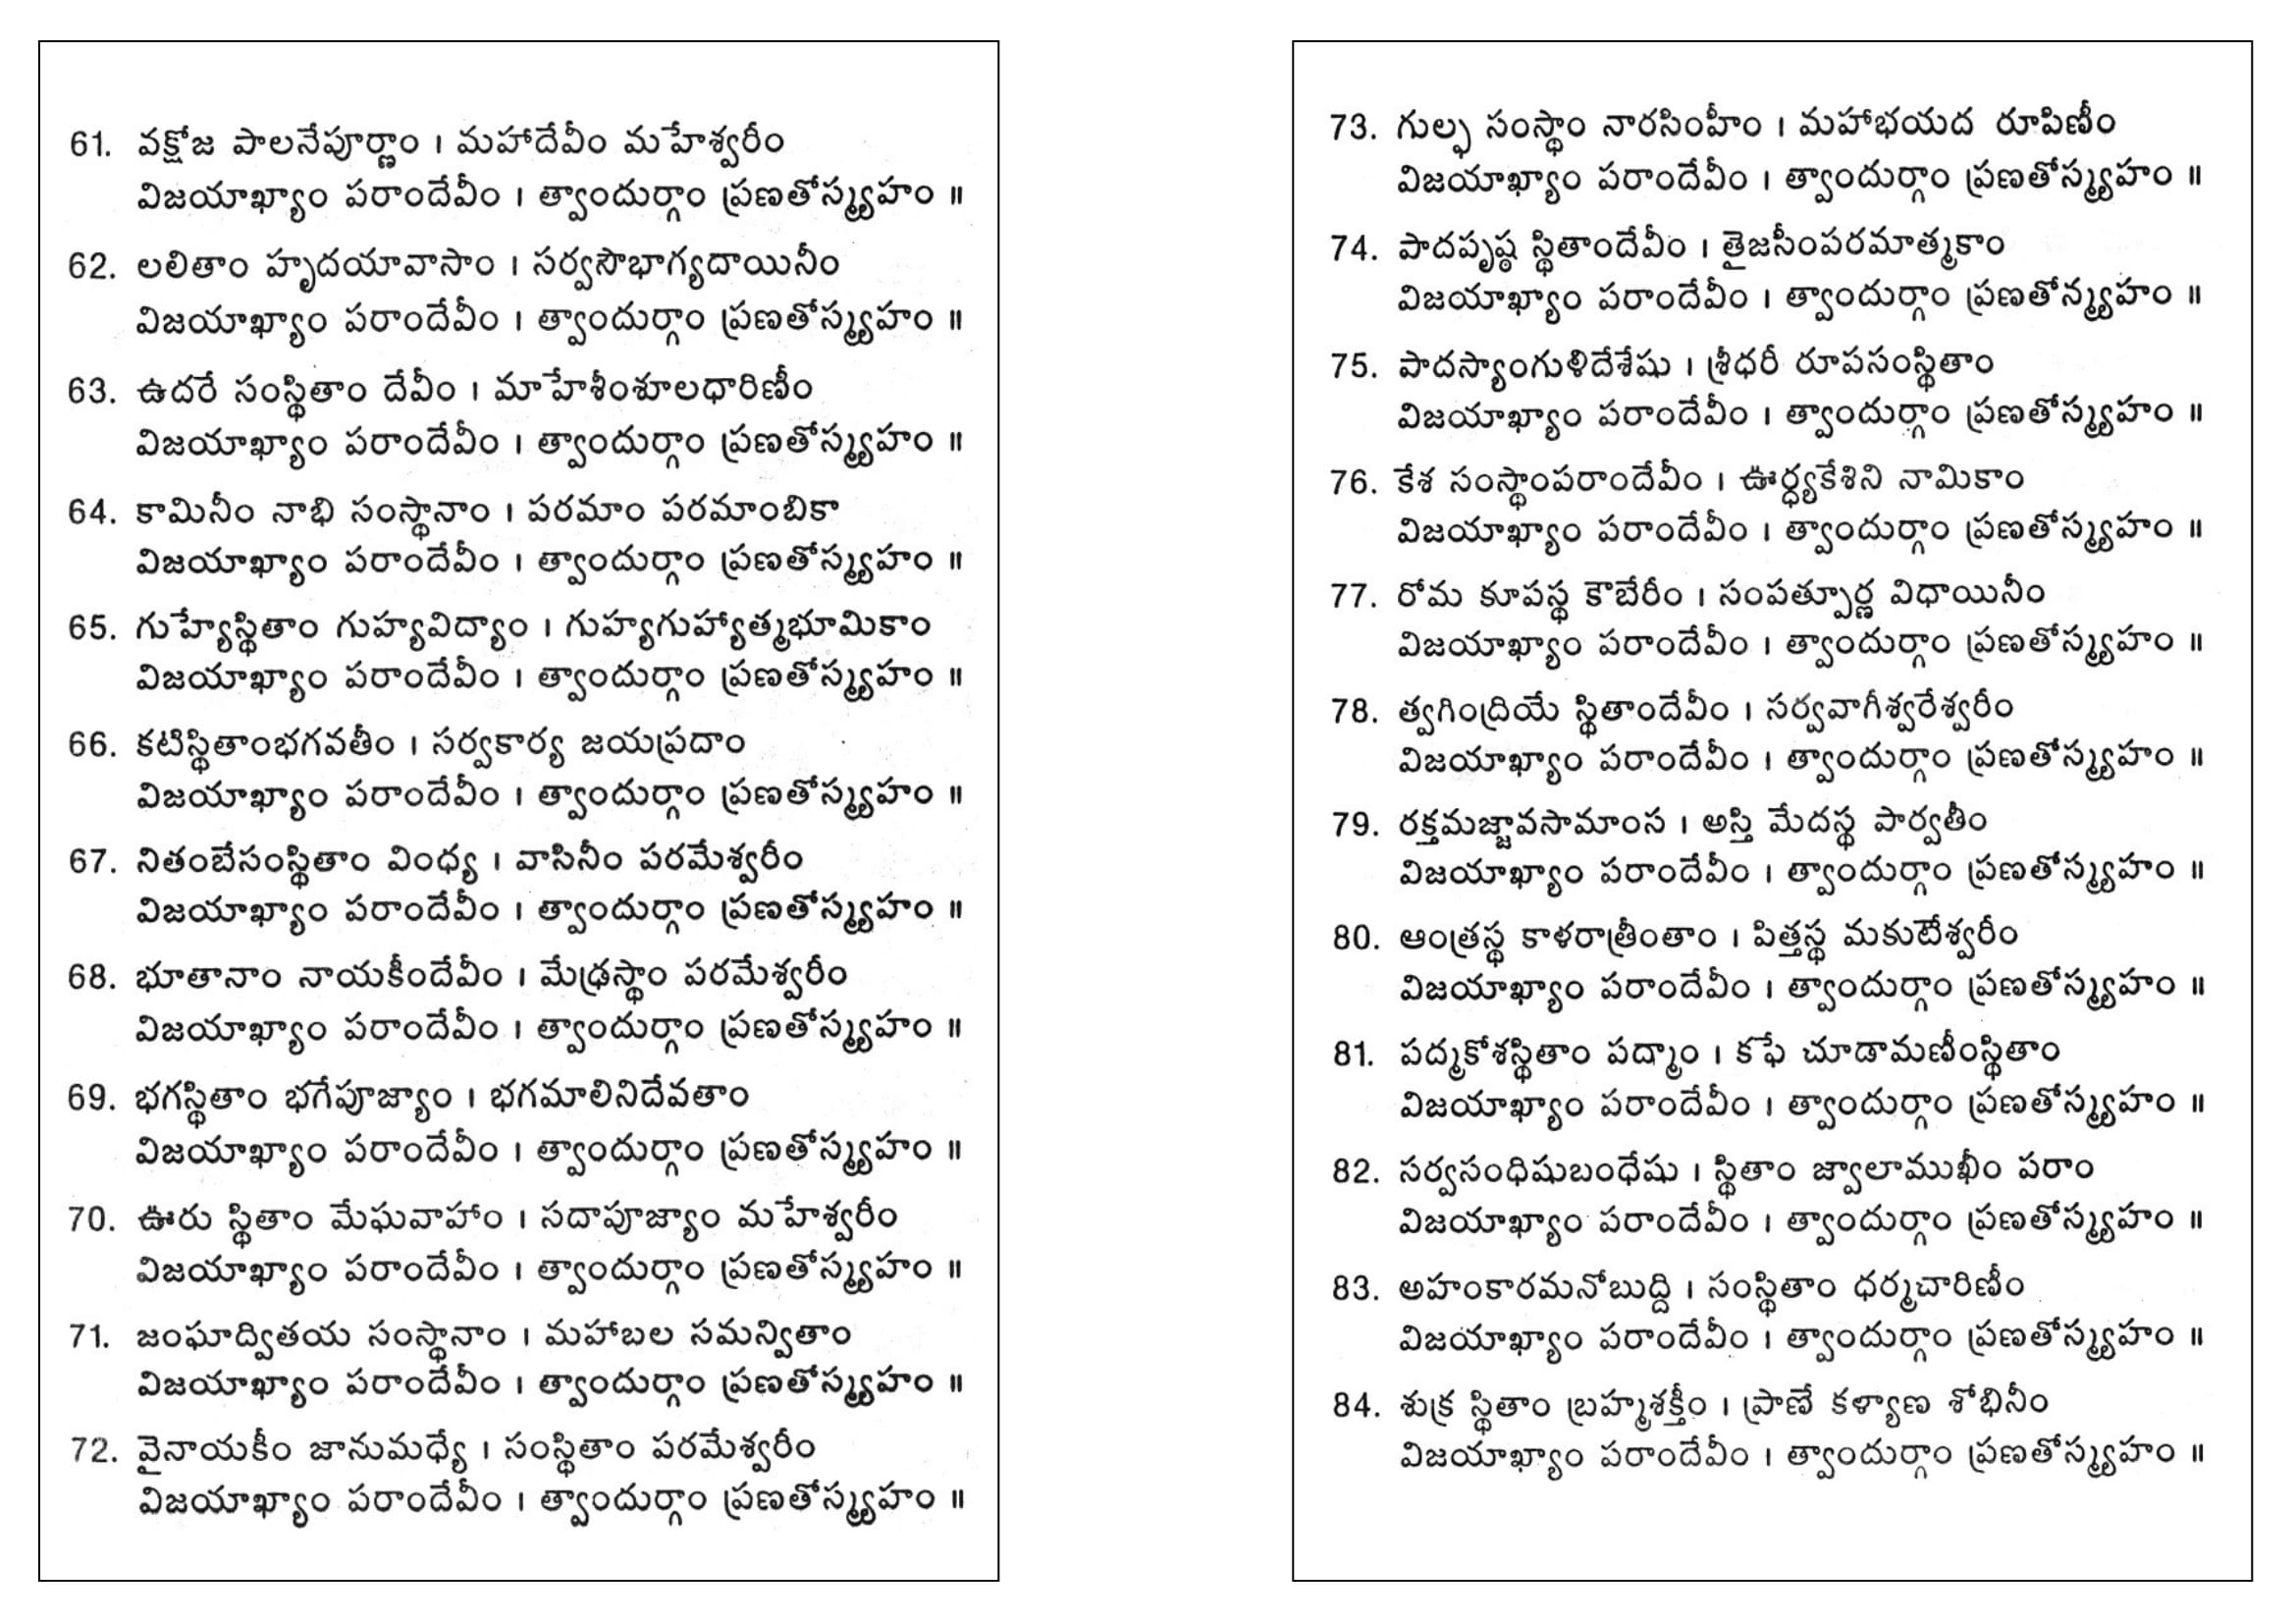 61. వక్షోజ పాలనేపూర్ణాం । మహాదేవీం మహేశ్వరీం
విజయాఖ్యాం పరాందేవీం । త్వాందుర్గాం ప్రణతోస్మ్యహం ॥
62. లలితాం హృదయావాసాం । సర్వసౌభాగ్యదాయినీం
విజయాఖ్యాం పరాందేవీం । త్వాందుర్గాం ప్రణతోస్మ్యహం ॥
63. ఉదరే సంస్థితాం దేవీం । మాహేశీంశూలధారిణీం
విజయాఖ్యాం పరాందేవీం । త్వాందుర్గాం ప్రణతోస్మ్యహం ॥
64. కామినీం నాభి సంస్థానాం । పరమాం పరమాంబికా
విజయాఖ్యాం పరాందేవీం । త్వాందుర్గాం ప్రణతోస్మ్యహం ॥
65. గుహ్యేస్థితాం గుహ్యవిద్యాం । గుహ్యగుహ్యాత్మభూమికాం
విజయాఖ్యాం పరాందేవీం । త్వాందుర్గాం ప్రణతోస్మ్యహం ॥
66. కటిస్థితాంభగవతీం । సర్వకార్య జయప్రదాం
విజయాఖ్యాం పరాందేవీం । త్వాందుర్గాం ప్రణతోస్మ్యహం ॥
67. నితంబేసంస్థితాం వింధ్య । వాసినీం పరమేశ్వరీం
విజయాఖ్యాం పరాందేవీం । త్వాందుర్గాం ప్రణతోస్మ్యహం ॥
68. భూతానాం నాయకీందేవీం । మేఢ్రస్థాం పరమేశ్వరీం
విజయాఖ్యాం పరాందేవీం । త్వాందుర్గాం ప్రణతోస్మ్యహం ॥
69. భగస్థితాం భగేపూజ్యాం । భగమాలినిదేవతాం
విజయాఖ్యాం పరాందేవీం । త్వాందుర్గాం ప్రణతోస్మ్యహం ॥
70. ఊరు స్థితాం మేఘవాహాం । సదాపూజ్యాం మహేశ్వరీం
విజయాఖ్యాం పరాందేవీం । త్వాందుర్గాం ప్రణతోస్మ్యహం ॥
71. జంఘాద్వితయ సంస్థానాం । మహాబల సమన్వితాం
విజయాఖ్యాం పరాందేవీం । త్వాందుర్గాం ప్రణతోస్మ్యహం ॥
72. వైనాయకీం జానుమధ్యే । సంస్థితాం పరమేశ్వరీం
విజయాఖ్యాం పరాందేవీం । త్వాందుర్గాం ప్రణతోస్మ్యహం ॥
73. గుల్ఫ సంస్థాం నారసింహీం । మహాభయద రూపిణీం
విజయాఖ్యాం పరాందేవీం । త్వాందుర్గాం ప్రణతోస్మ్యహం ॥
74. పాదపృష్ఠ స్థితాందేవీం । తైజసీంపరమాత్మకాం
విజయాఖ్యాం పరాందేవీం । త్వాందుర్గాం ప్రణతోన్మ్యహం ॥
75. పాదస్యాంగుళిదేశేషు । శ్రీధరీ రూపసంస్థితాం
విజయాఖ్యాం పరాందేవీం । త్వాందుర్గాం ప్రణతోస్మ్యహం ॥
76. కేశ సంస్థాంపరాందేవీం । ఊర్ధ్యకేశిని నామికాం
విజయాఖ్యాం పరాందేవీం । త్వాందుర్గాం ప్రణతోస్మ్యహం ॥
77. రోమ కూపస్థ కౌబేరీం । సంపత్పూర్ణ విధాయినీం
విజయాఖ్యాం పరాందేవీం । త్వాందుర్గాం ప్రణతోస్మ్యహం ॥
78. త్వగింద్రియే స్థితాందేవీం । సర్వవాగీశ్వరేశ్వరీం
విజయాఖ్యాం పరాందేవీం । త్వాందుర్గాం ప్రణతోస్మ్యహం ॥
79. రక్తమజ్జావసామాంస । అస్తి మేదస్థ పార్వతీం
విజయాఖ్యాం పరాందేవీం । త్వాందుర్గాం ప్రణతోస్మ్యహం ॥
80. ఆంత్రస్థ కాళరాత్రీంతాం । పిత్తస్థ మకుటేశ్వరీం
విజయాఖ్యాం పరాందేవీం । త్వాందుర్గాం ప్రణతోస్మ్యహం ॥
81. పద్మకోశస్థితాం పద్మాం । కఫే చూడామణీంస్థితాం
విజయాఖ్యాం పరాందేవీం । త్వాందుర్గాం ప్రణతోస్మ్యహం ॥
82. సర్వసంధిషుబంధేషు । స్థితాం జ్వాలాముఖీం పరాం
విజయాఖ్యాం పరాందేవీం । త్వాందుర్గాం ప్రణతోస్మ్యహం ॥
83. అహంకారమనోబుద్ది । సంస్థితాం ధర్మచారిణీం
విజయాఖ్యాం పరాందేవీం । త్వాందుర్గాం ప్రణతోస్మ్యహం ॥
84. శుక్ర స్థితాం బ్రహ్మశక్తీం । ప్రాణే కళ్యాణ శోభినీం
విజయాఖ్యాం పరాందేవీం । త్వాందుర్గాం ప్రణతోస్మ్యహం ॥